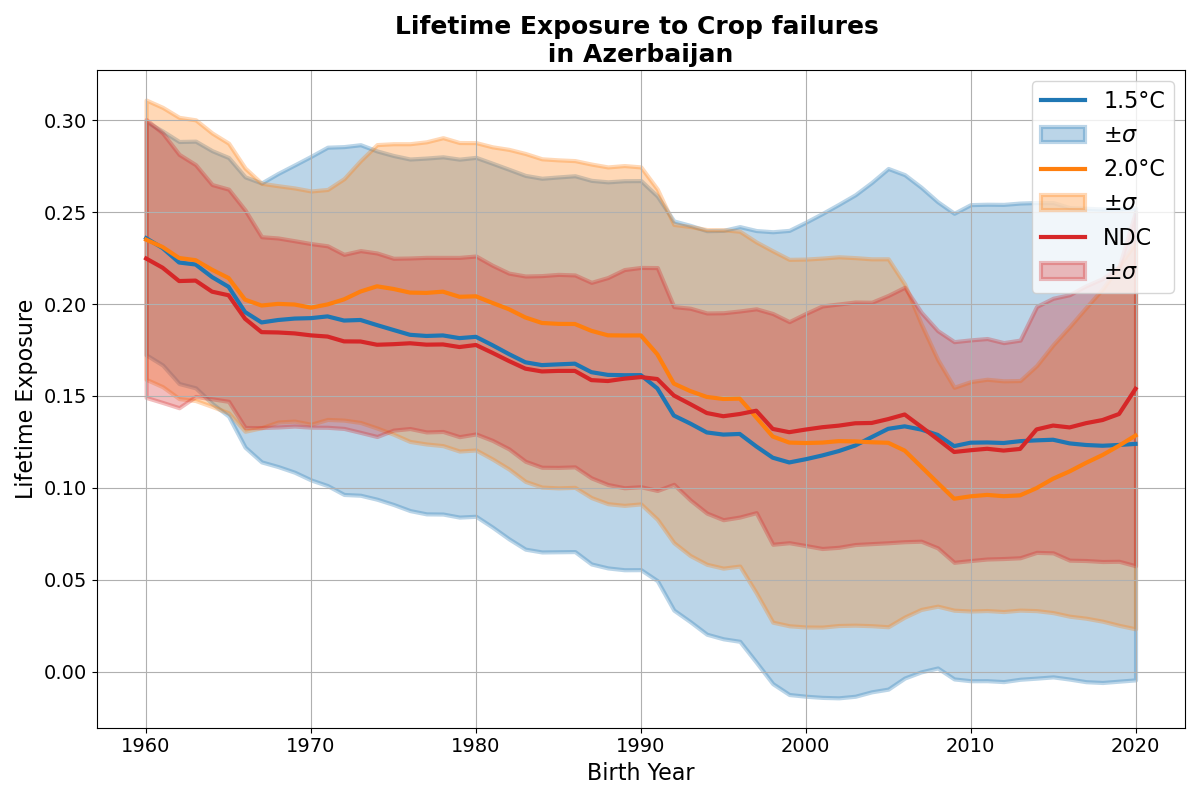 Lifetime Exposure to Crop failures
in Azerbaijan
Lifetime Exposure
0.30
0.25
0.20
0.15
0.10
0.05
0.00
1960
1970
1980
1990
2000
2010
2020
Birth Year
1.5°C
±σ
2.0°C
±σ
NDC
±σ